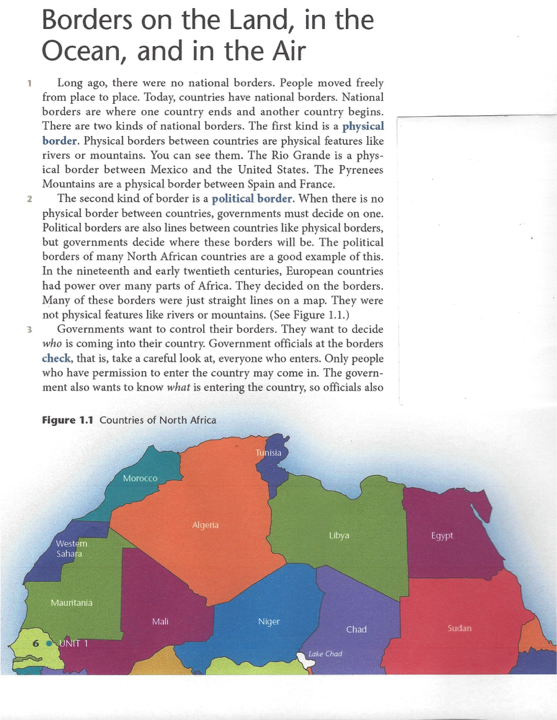 Borders on the Land, in the
Ocean, and in the Air
1 Long ago, there were no national borders. People moved freely
from place to place. Today, countries have national borders. National
borders are where one country ends and another country begins.
There are two kinds of national borders. The first kind is a physical
border. Physical borders between countries are physical features like
rivers or mountains. You can see them. The Rio Grande is a phys-
ical border between Mexico and the United States. The Pyrenees
Mountains are a physical border between Spain and France.
2 The second kind of border is a political border. When there is no
physical border between countries, governments must decide on one.
Political borders are also lines between countries like physical borders,
but governments decide where these borders will be. The political
borders of many North African countries are a good example of this.
In the nineteenth and early twentieth centuries, European countries
had power over many parts of Africa. They decided on the borders.
Many of these borders were just straight lines on a map. They were
not physical features like rivers or mountains. (See Figure 1.1.)
3 Governments want to control their borders. They want to decide
who is coming into their country. Government officials at the borders
check, that is, take a careful look at, everyone who enters. Only people
who have permission to enter the country may come in. The govern-
ment also wants to know what is entering the country, so officials also
Figure 1.1 Countries of North Africa
Tunisia
Morocco
Algeria
Libya
Egypt
Western
Sahara
Mauritania
Mali
Niger
Chad
Sudan
Lake Chad
6 • UNIT 1